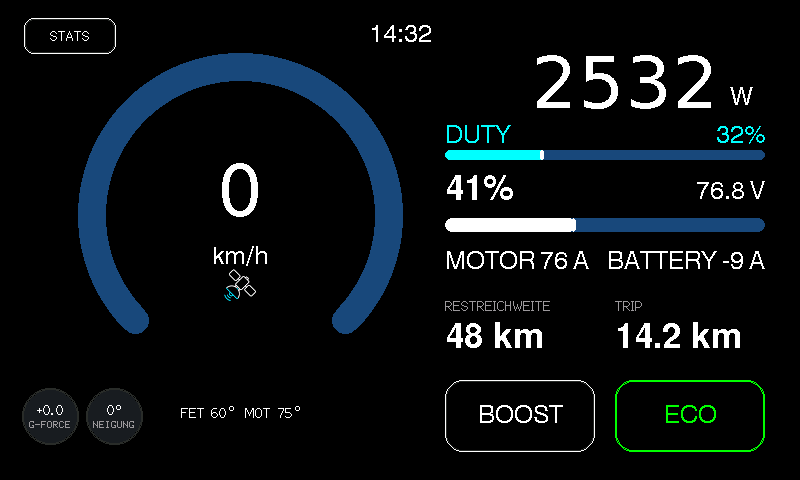 STATS
14:32
2532 W
DUTY 32%
41% 76.8 V
MOTOR 76 A BATTERY -9 A
0
km/h
RESTREICHWEITE TRIP
48 km 14.2 km
+0.0 0°
G-FORCE NEIGUNG
FET 60° MOT 75°
BOOST ECO